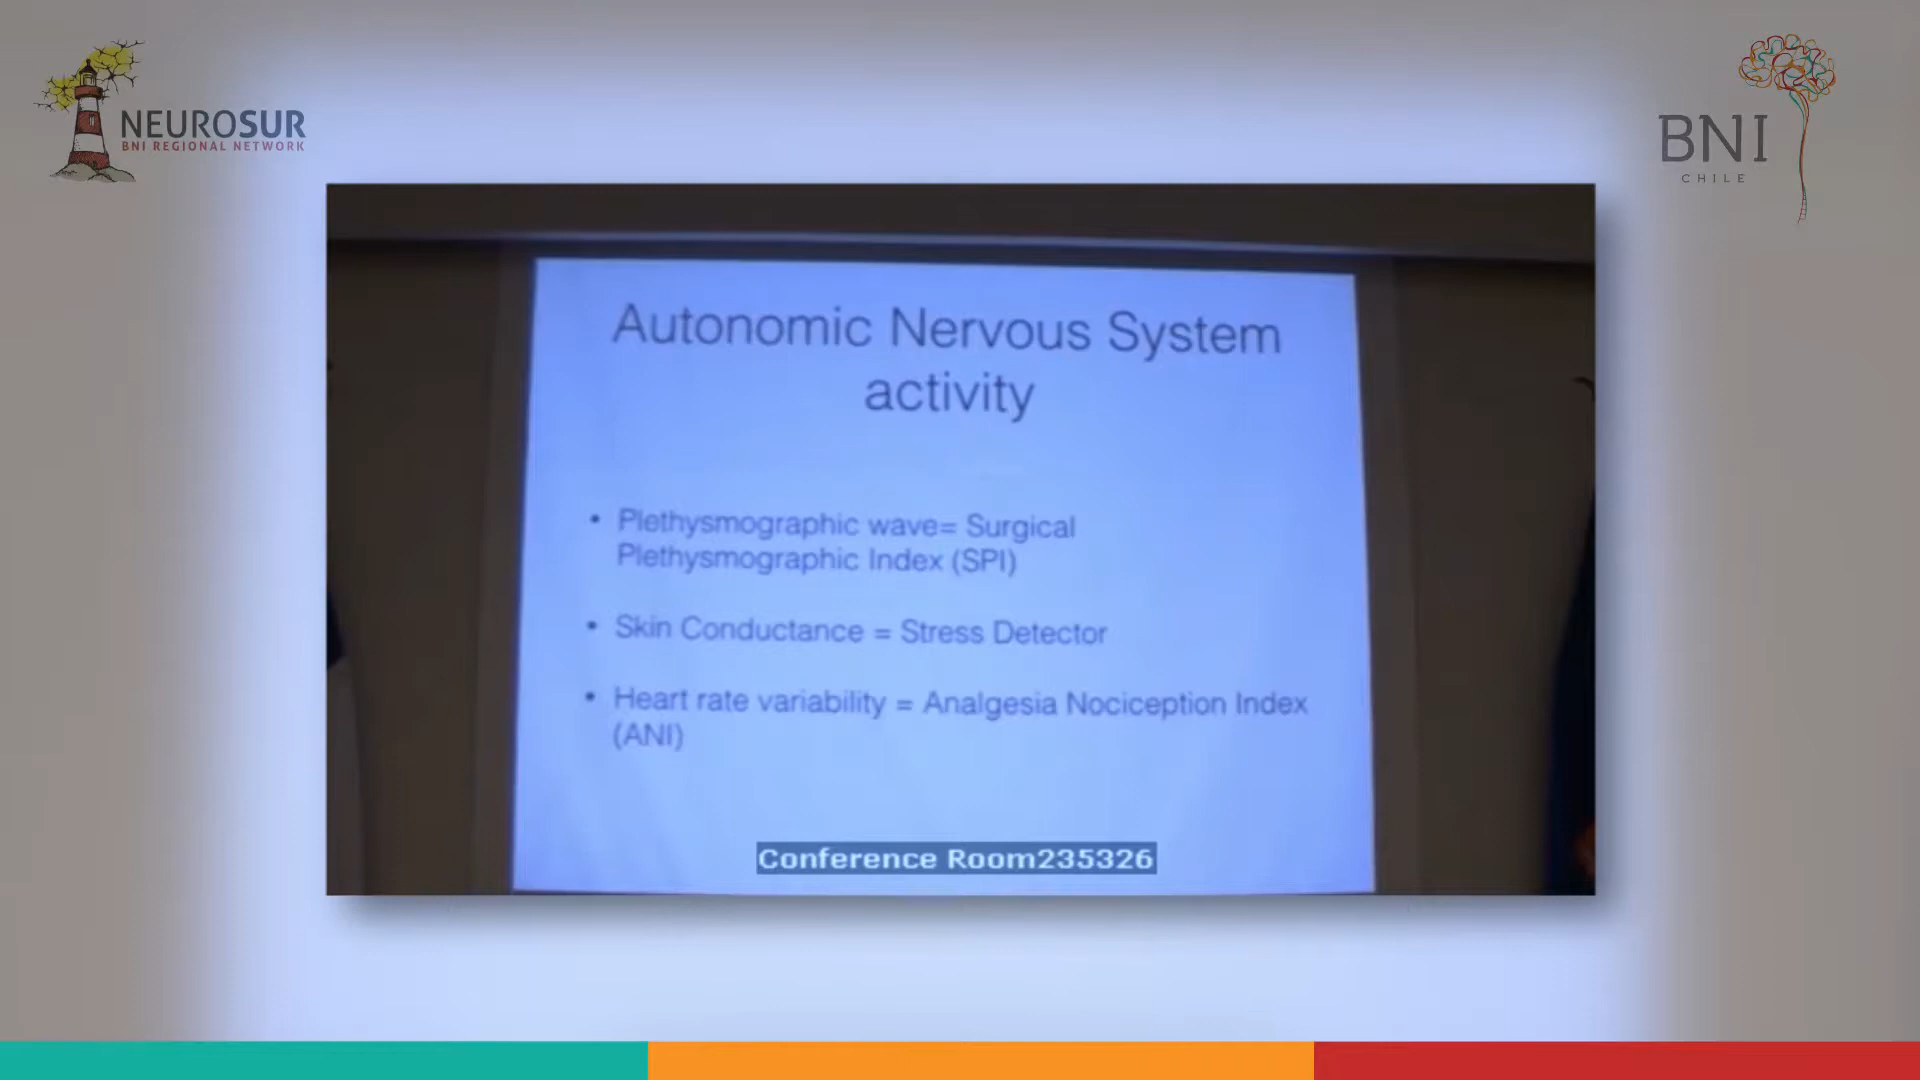 NEUROSUR
BNI REGIONAL NETWORK
BNI
CHILE
Autonomic Nervous System
activity
• Plethysmographic wave= Surgical
Plethysmographic Index (SPI)
• Skin Conductance = Stress Detector
• Heart rate variability = Analgesia Nociception Index
(ANI)
Conference Room235326